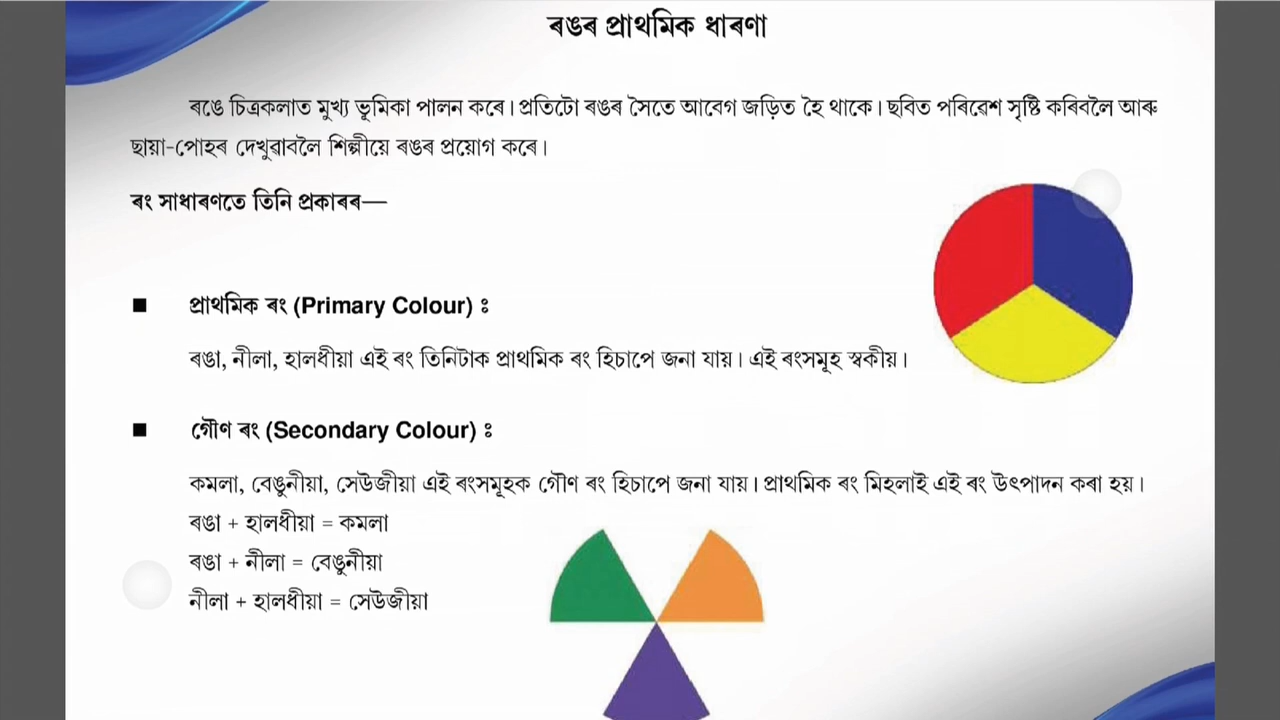 ৰঙৰ প্ৰাথমিক ধাৰণা
ৰঙে চিত্ৰকলাত মুখ্য ভূমিকা পালন কৰে। প্ৰতিটো ৰঙৰ সৈতে আবেগ জড়িত হৈ থাকে। ছবিত পৰিৱেশ সৃষ্টি কৰিবলৈ আৰু
ছায়া-পোহৰ দেখুৱাবলৈ শিল্পীয়ে ৰঙৰ প্ৰয়োগ কৰে।
ৰং সাধাৰণতে তিনি প্ৰকাৰৰ—
■ প্ৰাথমিক ৰং (Primary Colour) ঃ
ৰঙা, নীলা, হালধীয়া এই ৰং তিনিটাক প্ৰাথমিক ৰং হিচাপে জনা যায়। এই ৰংসমূহ স্বকীয়।
■ গৌণ ৰং (Secondary Colour) ঃ
কমলা, বেঙুনীয়া, সেউজীয়া এই ৰংসমূহক গৌণ ৰং হিচাপে জনা যায়। প্ৰাথমিক ৰং মিহলাই এই ৰং উৎপাদন কৰা হয়।
ৰঙা + হালধীয়া = কমলা
ৰঙা + নীলা = বেঙুনীয়া
নীলা + হালধীয়া = সেউজীয়া